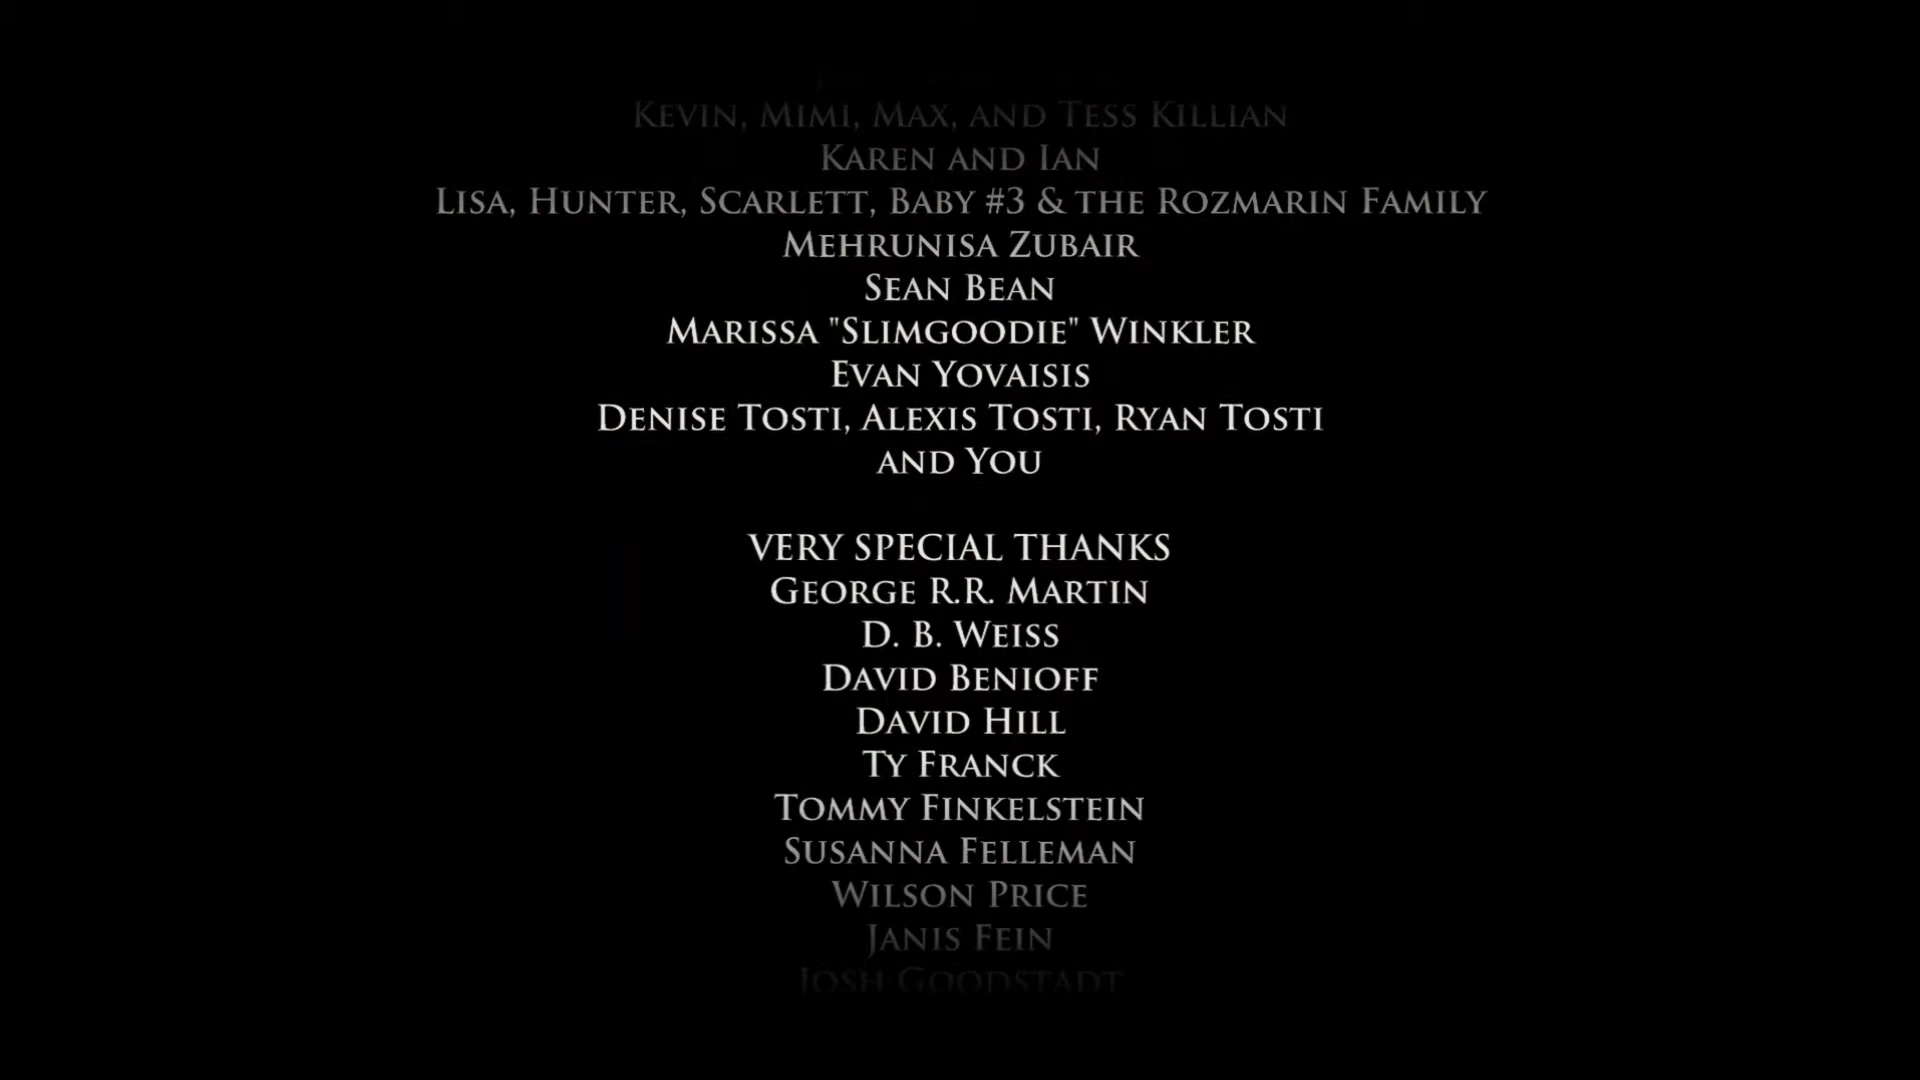 Kevin, Mimi, Max, and Tess Killian
Karen and Ian
Lisa, Hunter, Scarlett, Baby #3 & the Rozmarin Family
Mehrunisa Zubair
Sean Bean
Marissa "Slimgoodie" Winkler
Evan Yovaisis
Denise Tosti, Alexis Tosti, Ryan Tosti
and You
VERY SPECIAL THANKS
George R.R. Martin
D. B. Weiss
David Benioff
David Hill
Ty Franck
Tommy Finkelstein
Susanna Felleman
Wilson Price
Janis Fein
Josh Goodstadt